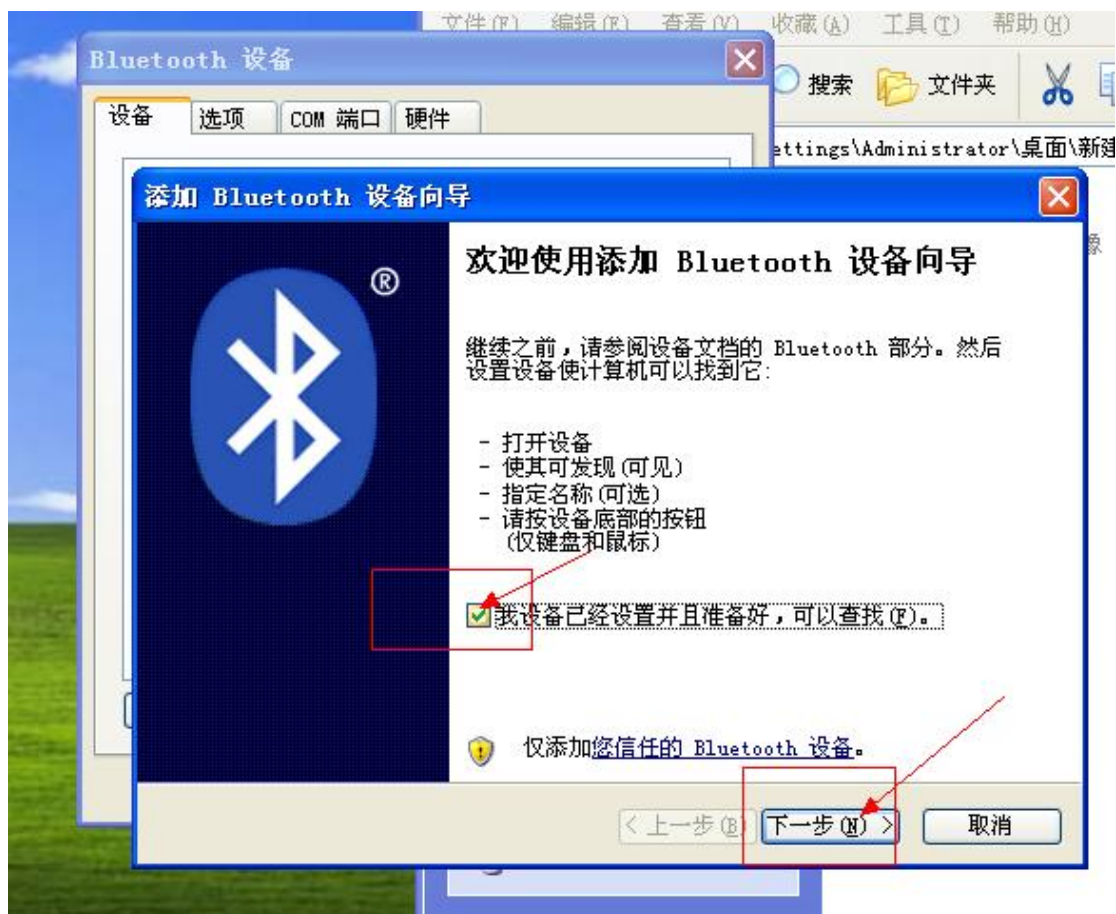 文件(F) 编辑(E) 查看(V) 收藏(A) 工具(T) 帮助(H)
Bluetooth 设备
搜索 文件夹
设备 选项 COM 端口 硬件
ettings\Administrator\桌面\新建
添加 Bluetooth 设备向导
像
®
欢迎使用添加 Bluetooth 设备向导
继续之前，请参阅设备文档的 Bluetooth 部分。然后
设置设备使计算机可以找到它:
- 打开设备
- 使其可发现(可见)
- 指定名称(可选)
- 请按设备底部的按钮
(仅键盘和鼠标)
我设备已经设置并且准备好，可以查找(F)。
仅添加您信任的 Bluetooth 设备。
< 上一步(B) 下一步(N) > 取消